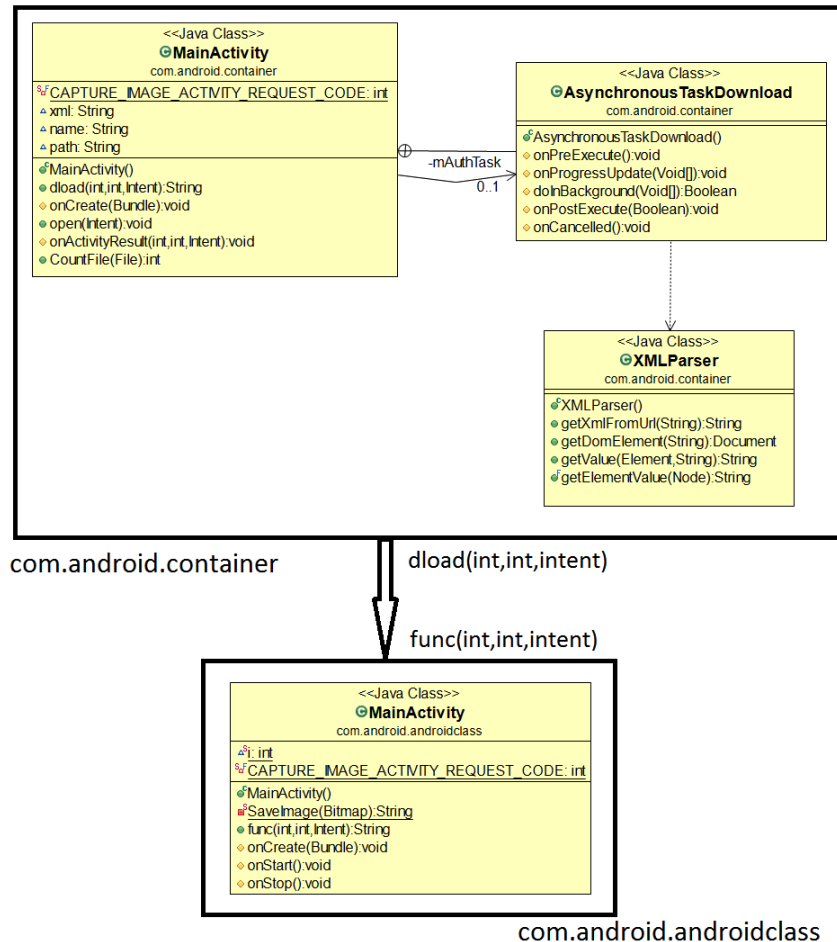 <<Java Class>>
MainActivity
com.android.container
CAPTURE_IMAGE_ACTIVITY_REQUEST_CODE: int
xml: String
name: String
path: String
MainActivity()
dload(int,int,Intent):String
onCreate(Bundle):void
open(Intent):void
onActivityResult(int,int,Intent):void
CountFile(File):int
-mAuthTask
0..1
<<Java Class>>
AsynchronousTaskDownload
com.android.container
AsynchronousTaskDownload()
onPreExecute():void
onProgressUpdate(Void[]):void
doInBackground(Void[]):Boolean
onPostExecute(Boolean):void
onCancelled():void
<<Java Class>>
XMLParser
com.android.container
XMLParser()
getXmlFromUrl(String):String
getDomElement(String):Document
getValue(Element,String):String
getElementValue(Node):String
com.android.container
dload(int,int,intent)
func(int,int,intent)
<<Java Class>>
MainActivity
com.android.androidclass
i: int
CAPTURE_IMAGE_ACTIVITY_REQUEST_CODE: int
MainActivity()
SaveImage(Bitmap):String
func(int,int,Intent):String
onCreate(Bundle):void
onStart():void
onStop():void
com.android.androidclass